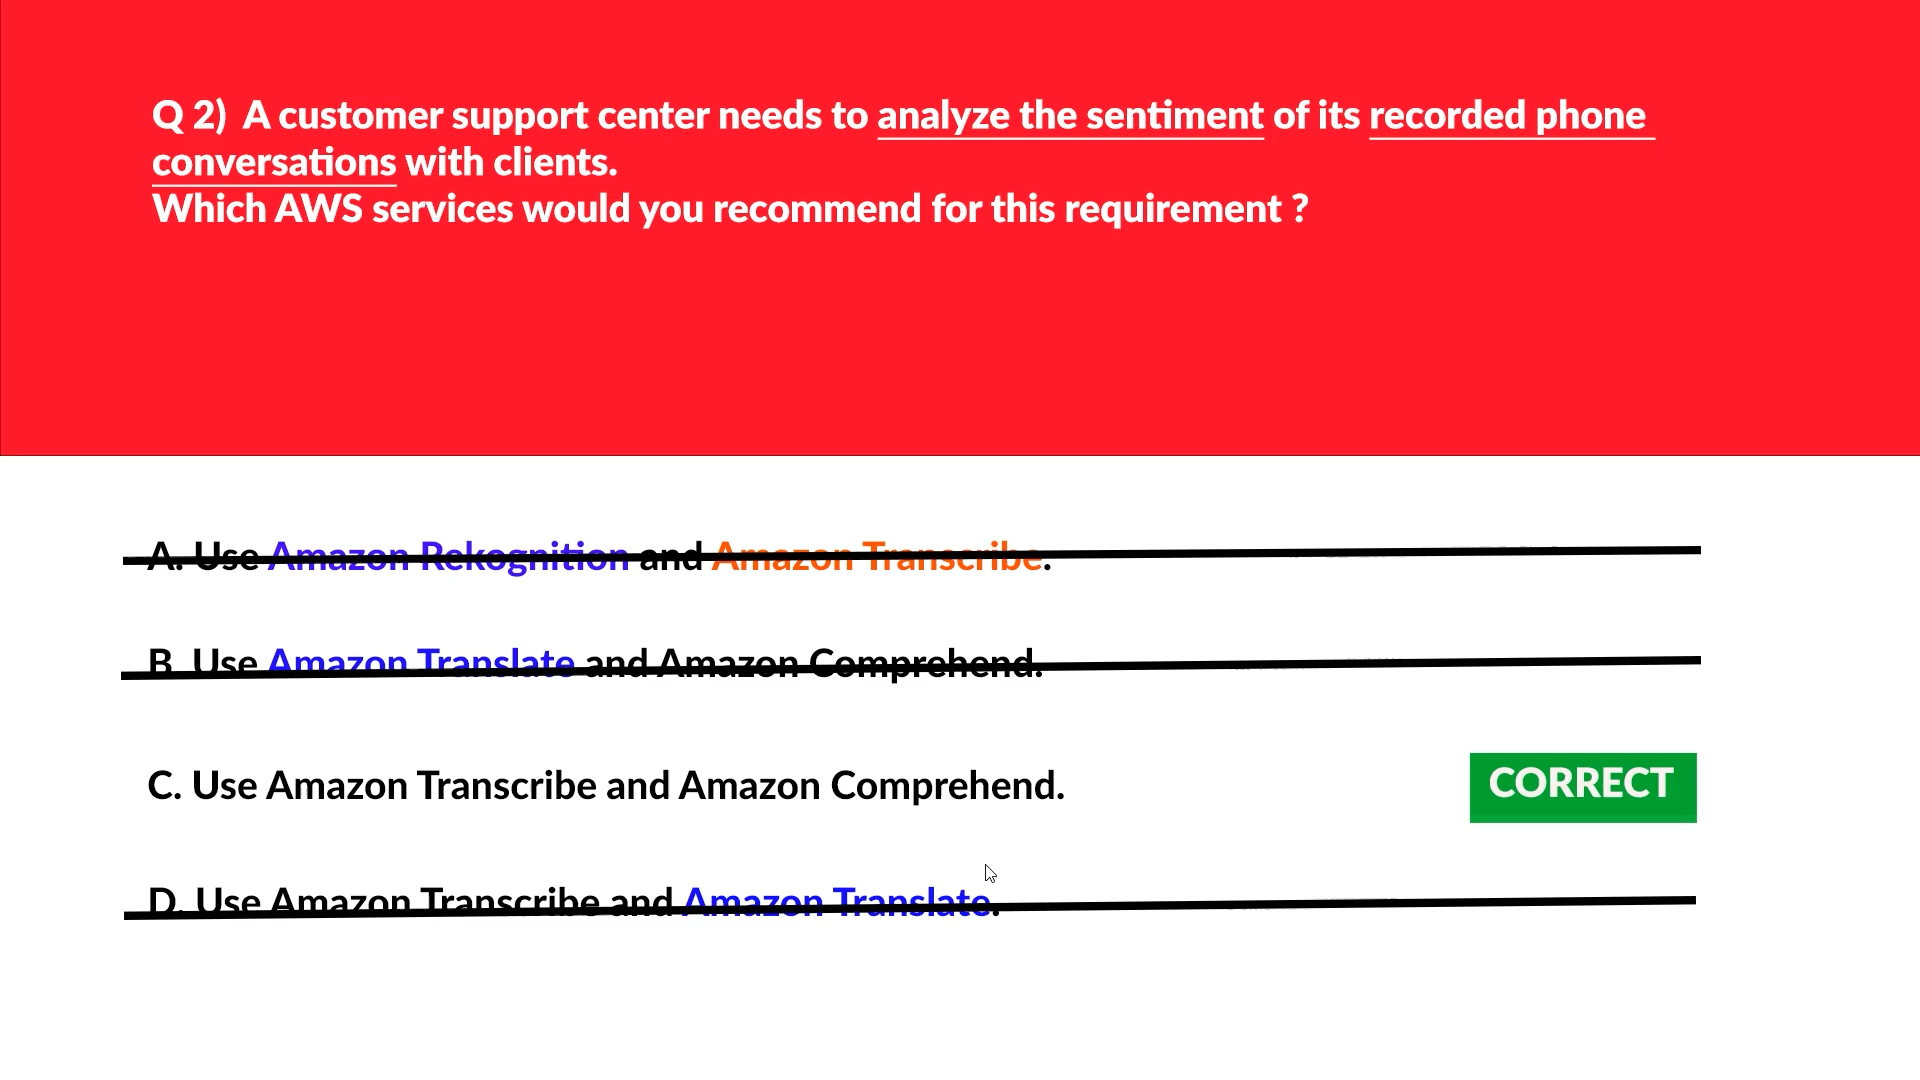 Q 2) A customer support center needs to analyze the sentiment of its recorded phone
conversations with clients.
Which AWS services would you recommend for this requirement ?
A. Use Amazon Rekognition and Amazon Transcribe.
B. Use Amazon Translate and Amazon Comprehend.
C. Use Amazon Transcribe and Amazon Comprehend.
CORRECT
D. Use Amazon Transcribe and Amazon Translate.